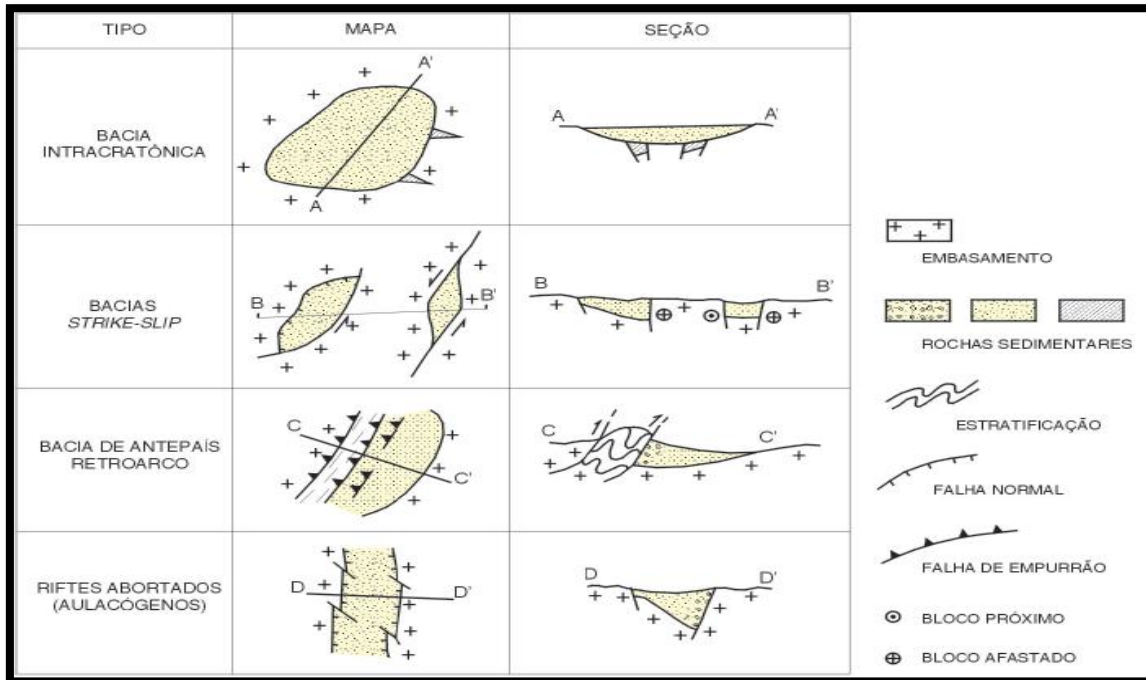 TIPO
MAPA
SEÇÃO
BACIA
INTRACRATÔNICA
A'
A
A
A'
BACIAS
STRIKE-SLIP
B
B'
B
B'
BACIA DE ANTEPAÍS
RETROARCO
C
C'
C
C'
RIFTES ABORTADOS
(AULACÓGENOS)
D
D'
D
D'
EMBASAMENTO
ROCHAS SEDIMENTARES
ESTRATIFICAÇÃO
FALHA NORMAL
FALHA DE EMPURRÃO
BLOCO PRÓXIMO
BLOCO AFASTADO